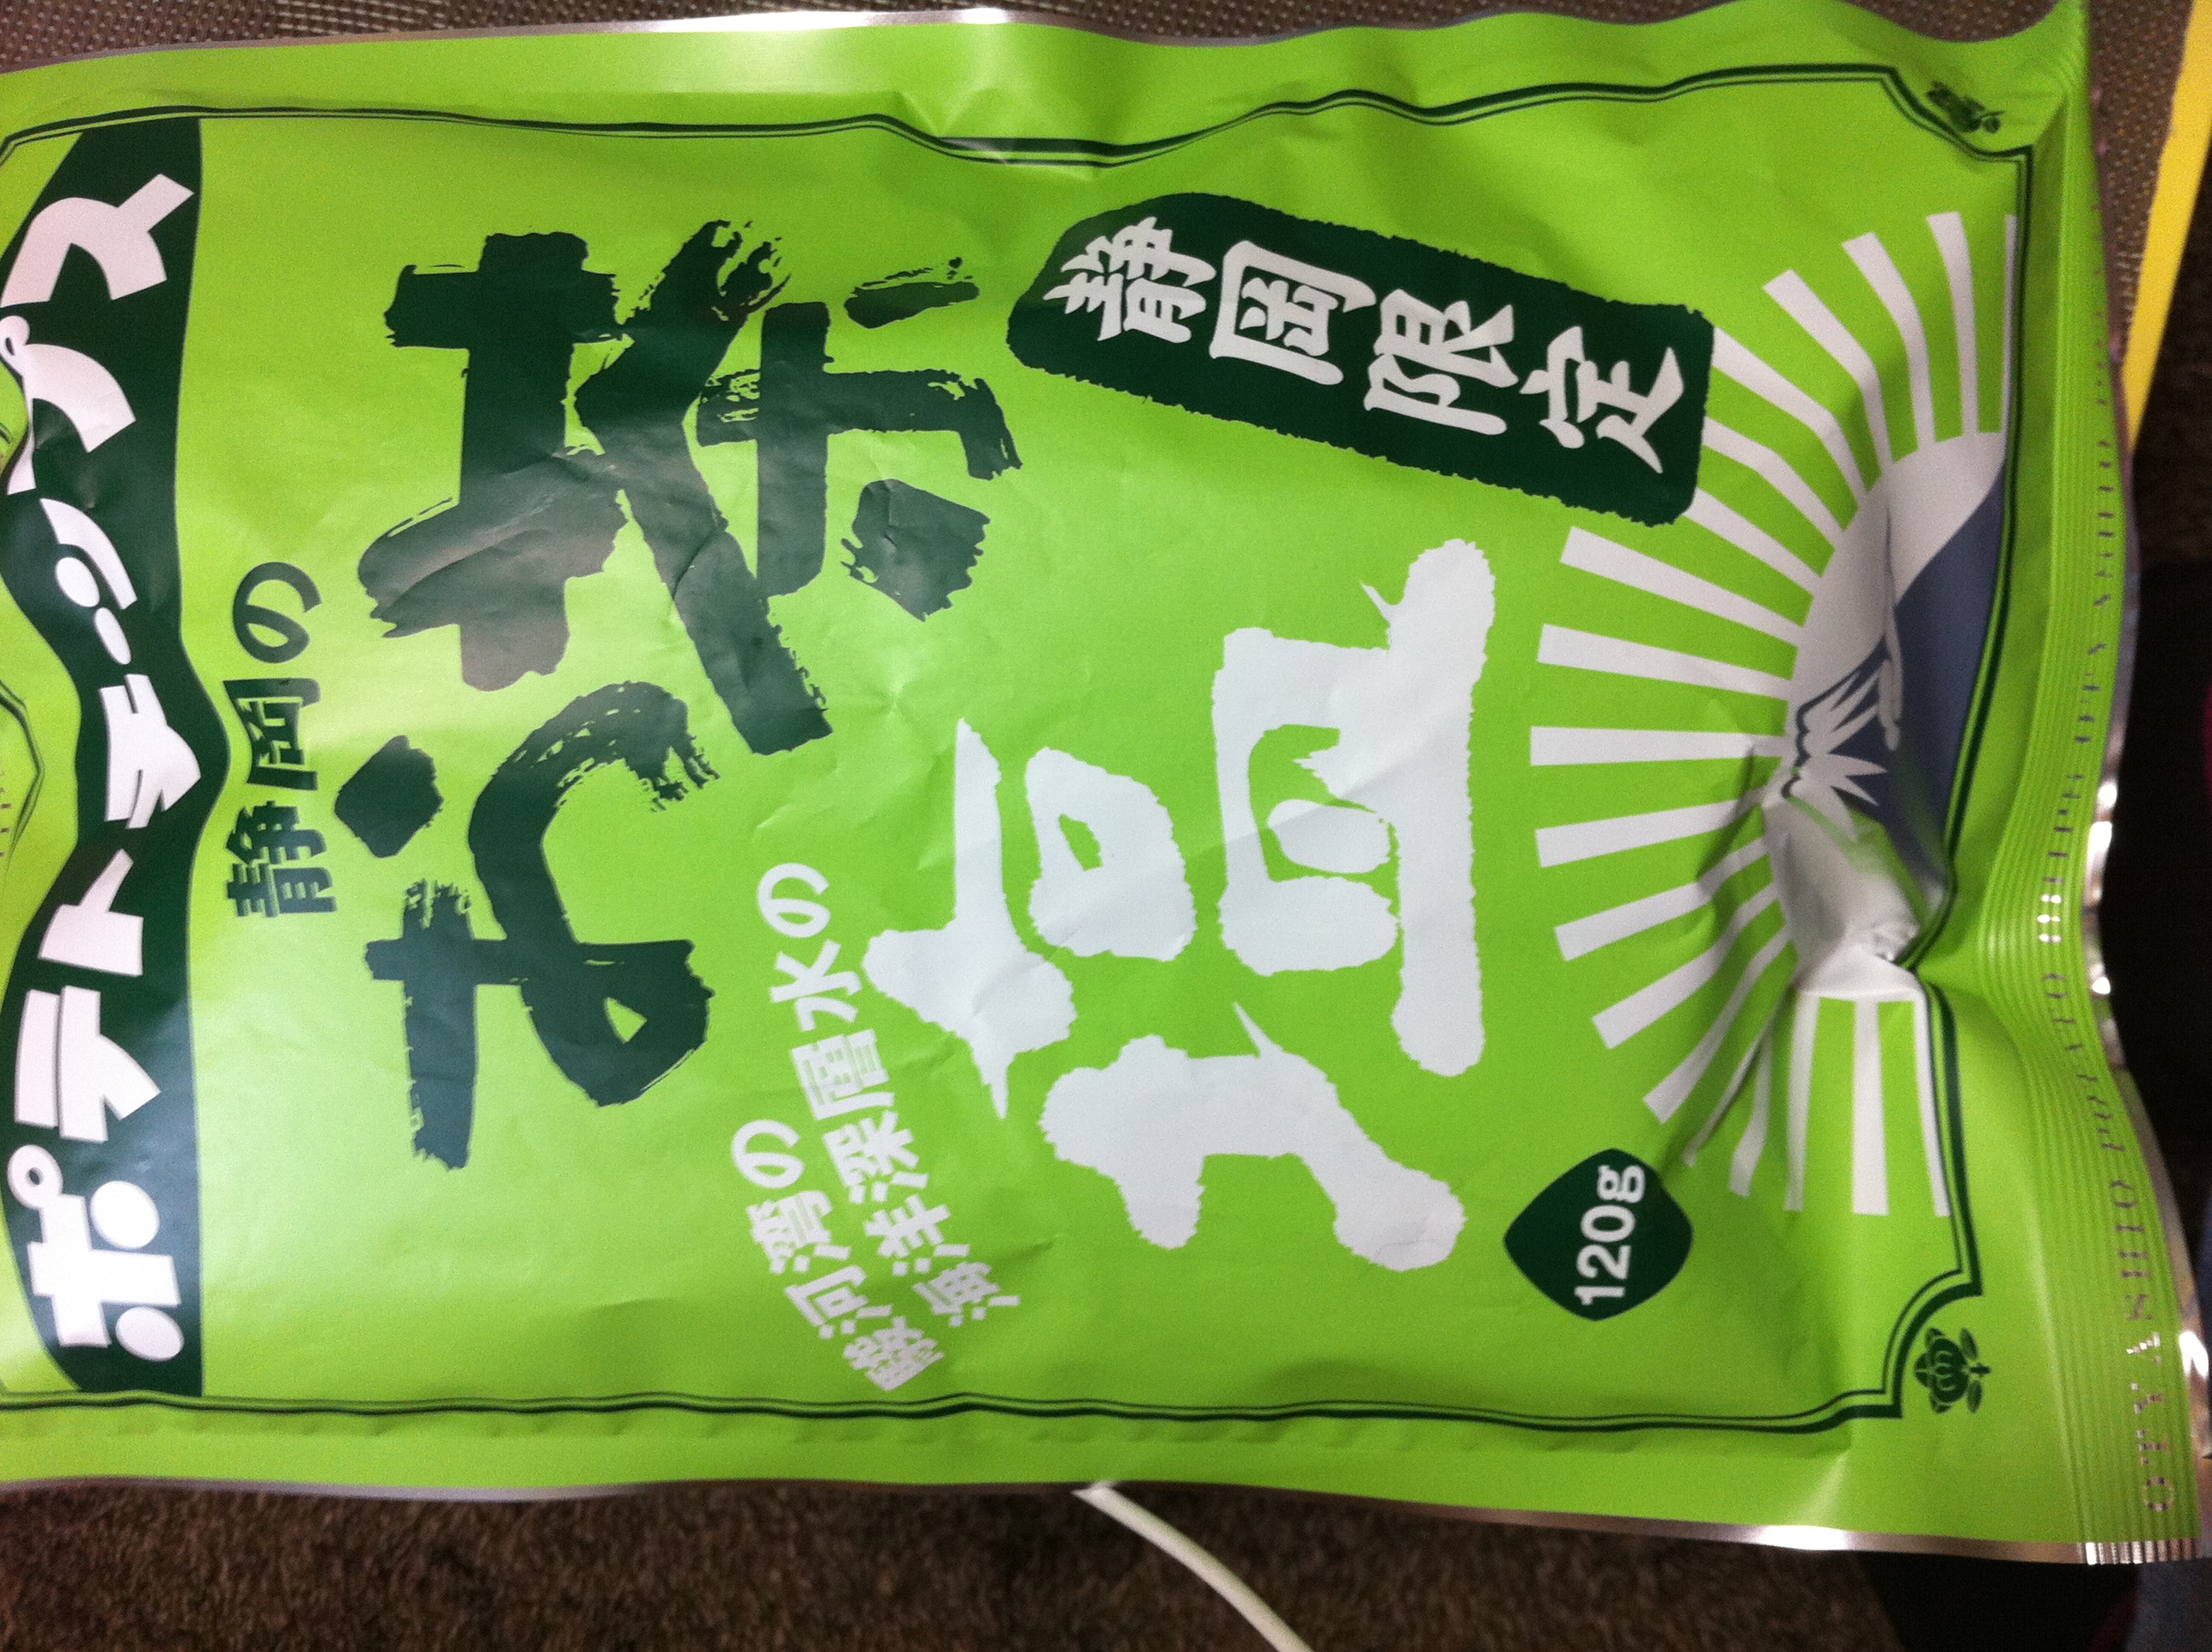 ポテトチップス
静岡の
お茶
駿河湾の
海洋深層水の
塩
静岡限定
120g